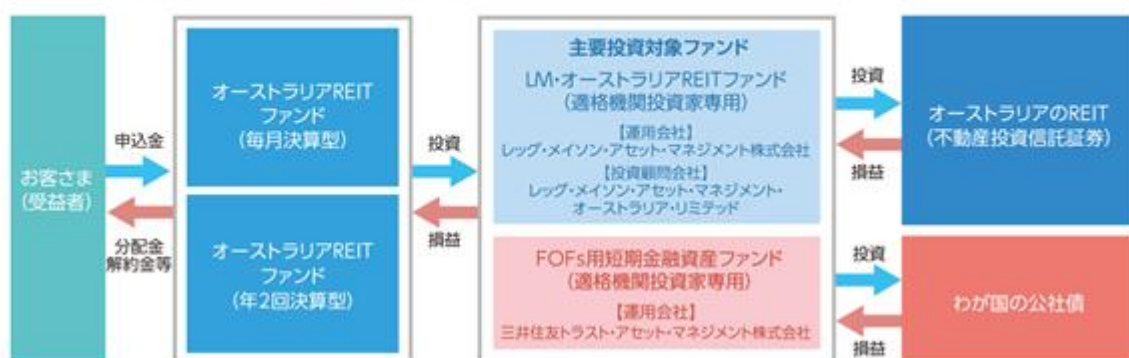 お客さま
(受益者)
申込金
分配金
解約金等
オーストラリアREIT
ファンド
(毎月決算型)
オーストラリアREIT
ファンド
(年2回決算型)
投資
損益
主要投資対象ファンド
LM・オーストラリアREITファンド
(適格機関投資家専用)
【運用会社】
レッグ・メイソン・アセット・マネジメント株式会社
【投資顧問会社】
レッグ・メイソン・アセット・マネジメント・
オーストラリア・リミテッド
FOFs用短期金融資産ファンド
(適格機関投資家専用)
【運用会社】
三井住友トラスト・アセット・マネジメント株式会社
投資
損益
オーストラリアのREIT
(不動産投資信託証券)
投資
損益
わが国の公社債